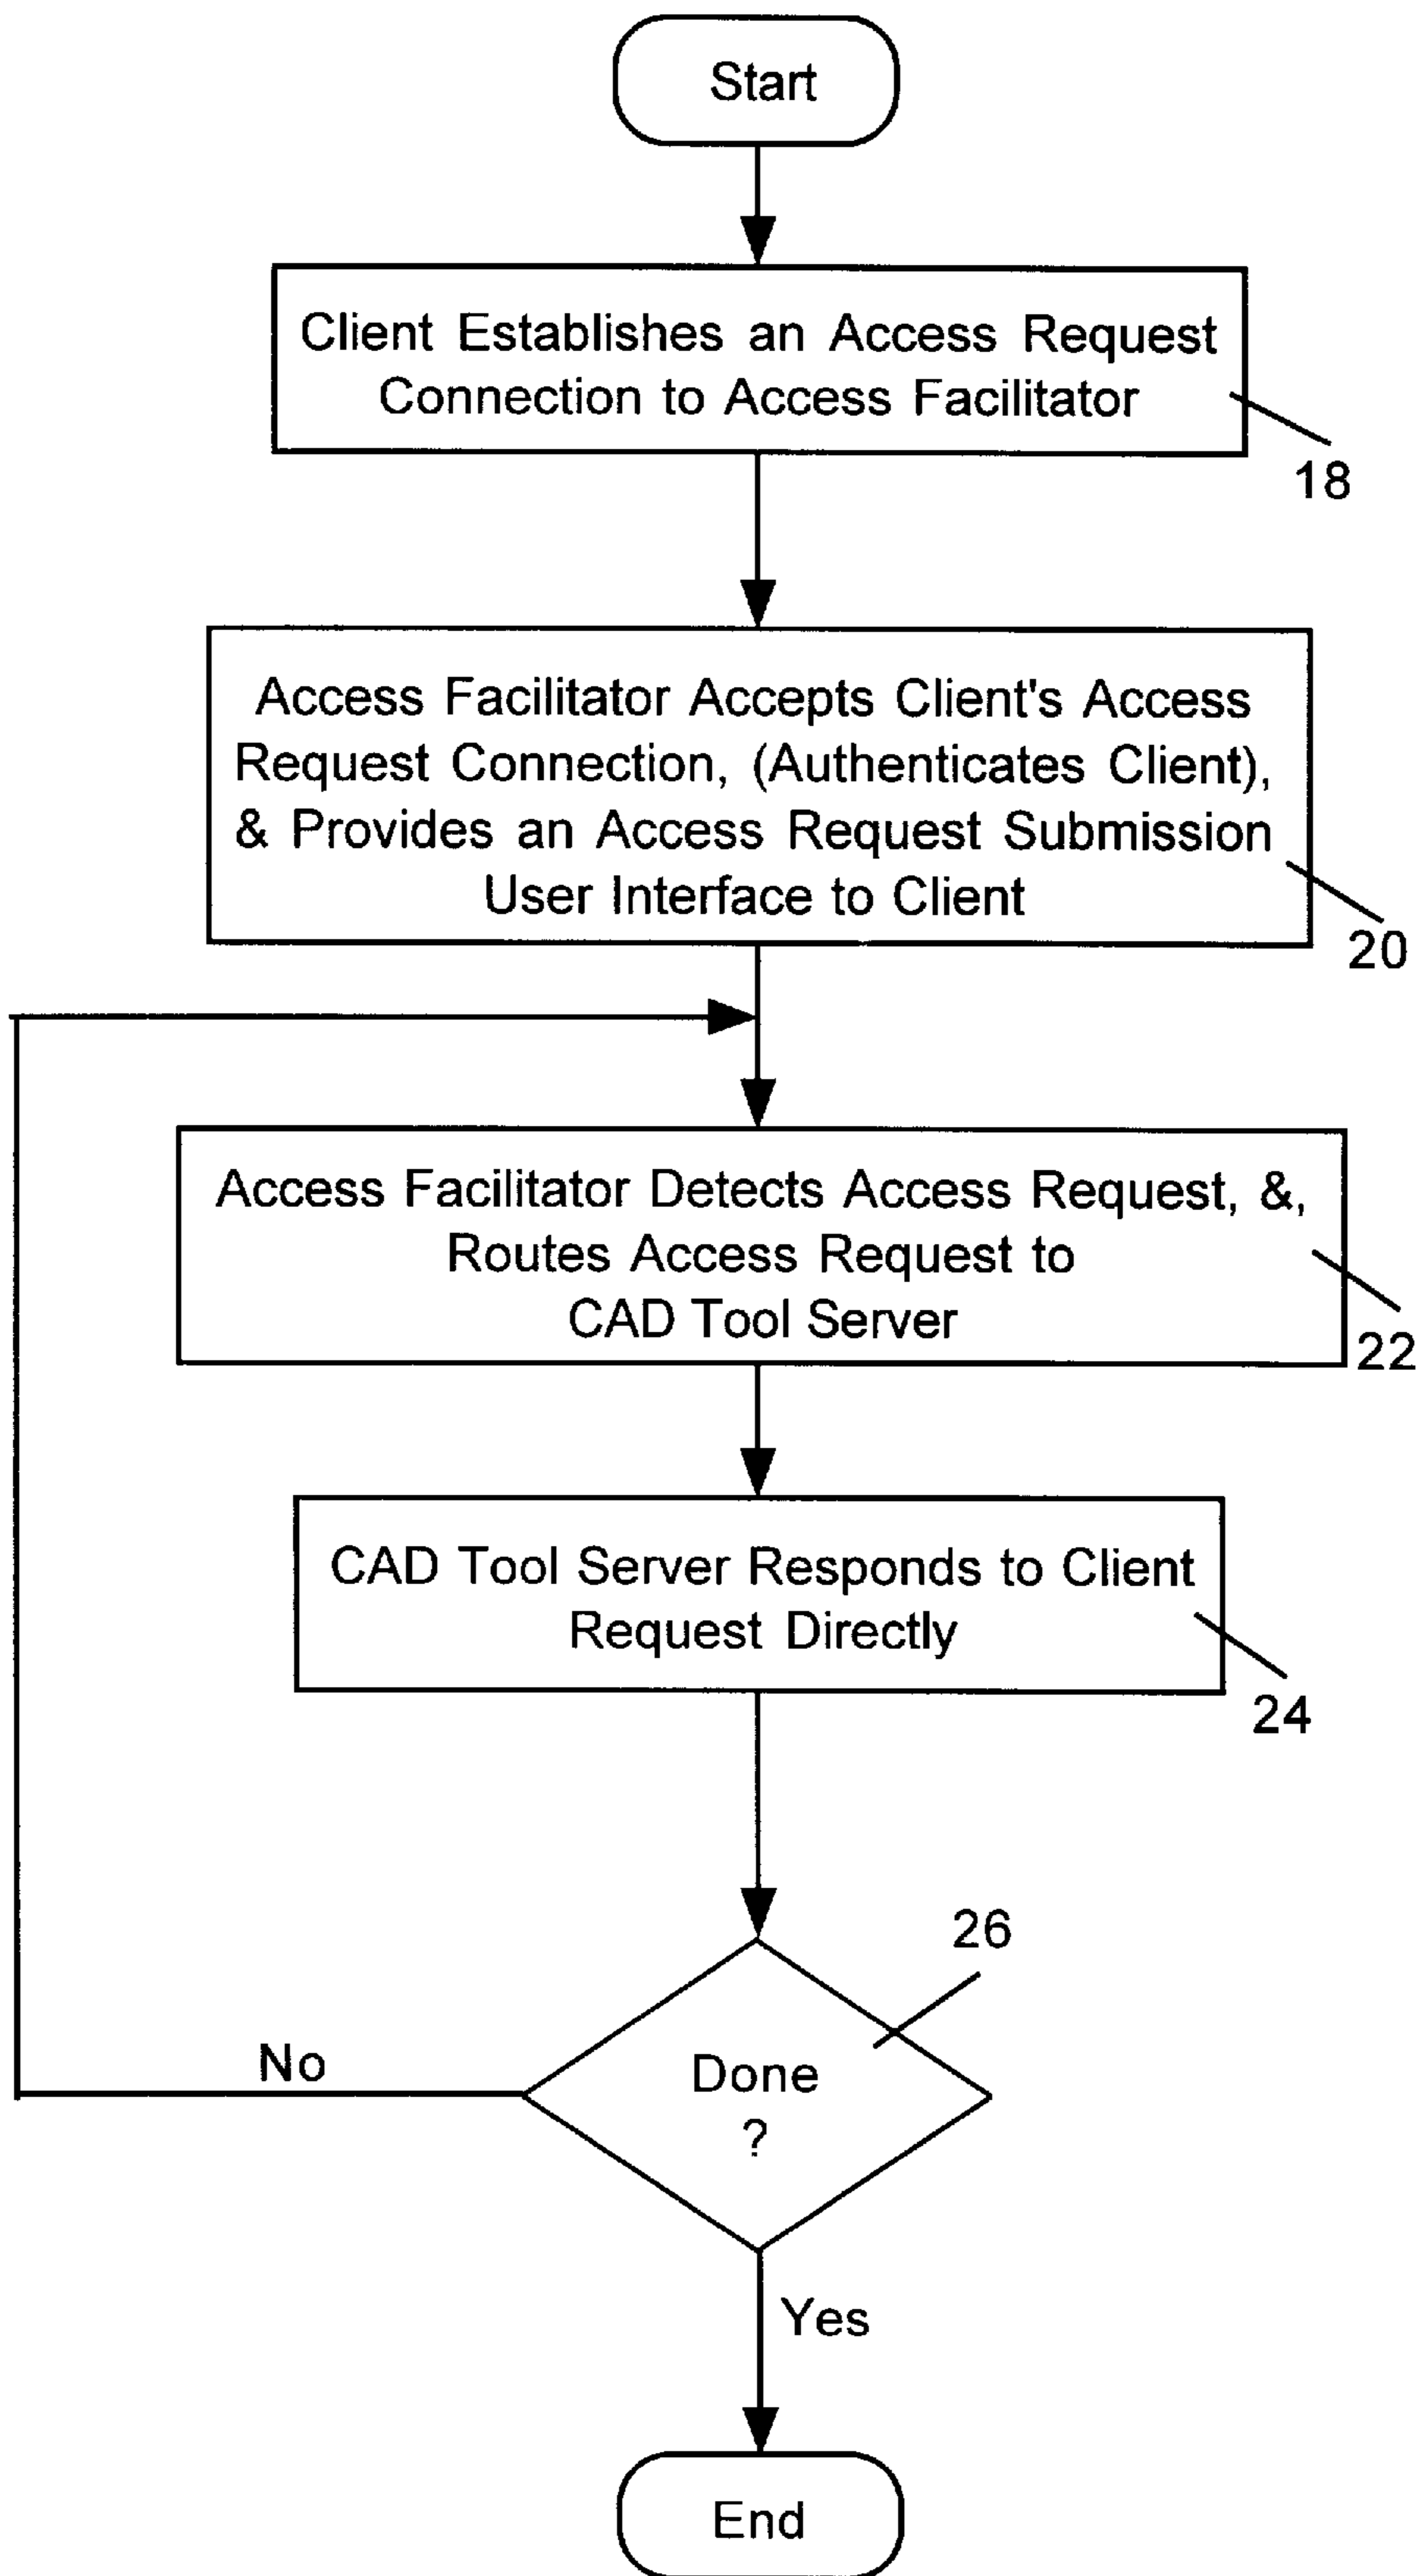 Start
Client Establishes an Access Request
Connection to Access Facilitator
18
Access Facilitator Accepts Client's Access
Request Connection, (Authenticates Client),
& Provides an Access Request Submission
User Interface to Client
20
Access Facilitator Detects Access Request, &,
Routes Access Request to
CAD Tool Server
22
CAD Tool Server Responds to Client
Request Directly
24
26
Done
?
No
Yes
End